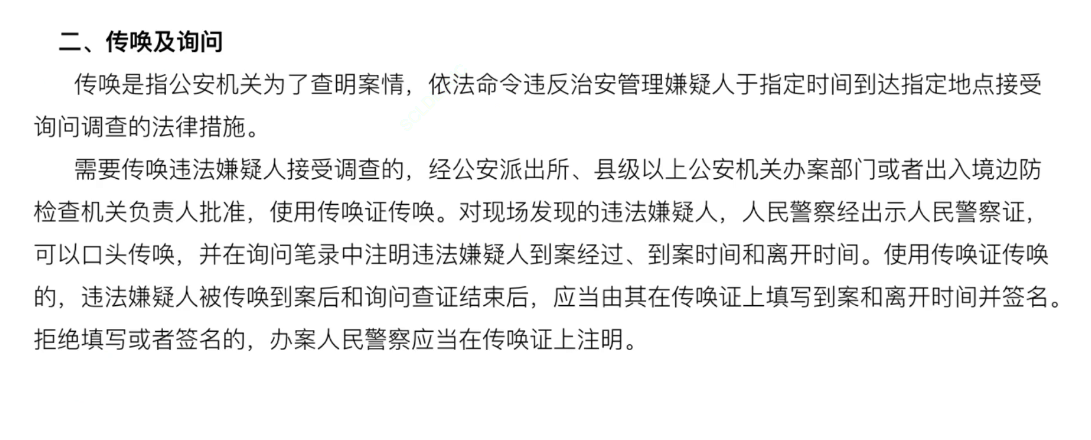 二、传唤及询问
传唤是指公安机关为了查明案情，依法命令违反治安管理嫌疑人于指定时间到达指定地点接受
询问调查的法律措施。
需要传唤违法嫌疑人接受调查的，经公安派出所、县级以上公安机关办案部门或者出入境边防
检查机关负责人批准，使用传唤证传唤。对现场发现的违法嫌疑人，人民警察经出示人民警察证，
可以口头传唤，并在询问笔录中注明违法嫌疑人到案经过、到案时间和离开时间。使用传唤证传唤
的，违法嫌疑人被传唤到案后和询问查证结束后，应当由其在传唤证上填写到案和离开时间并签名。
拒绝填写或者签名的，办案人民警察应当在传唤证上注明。